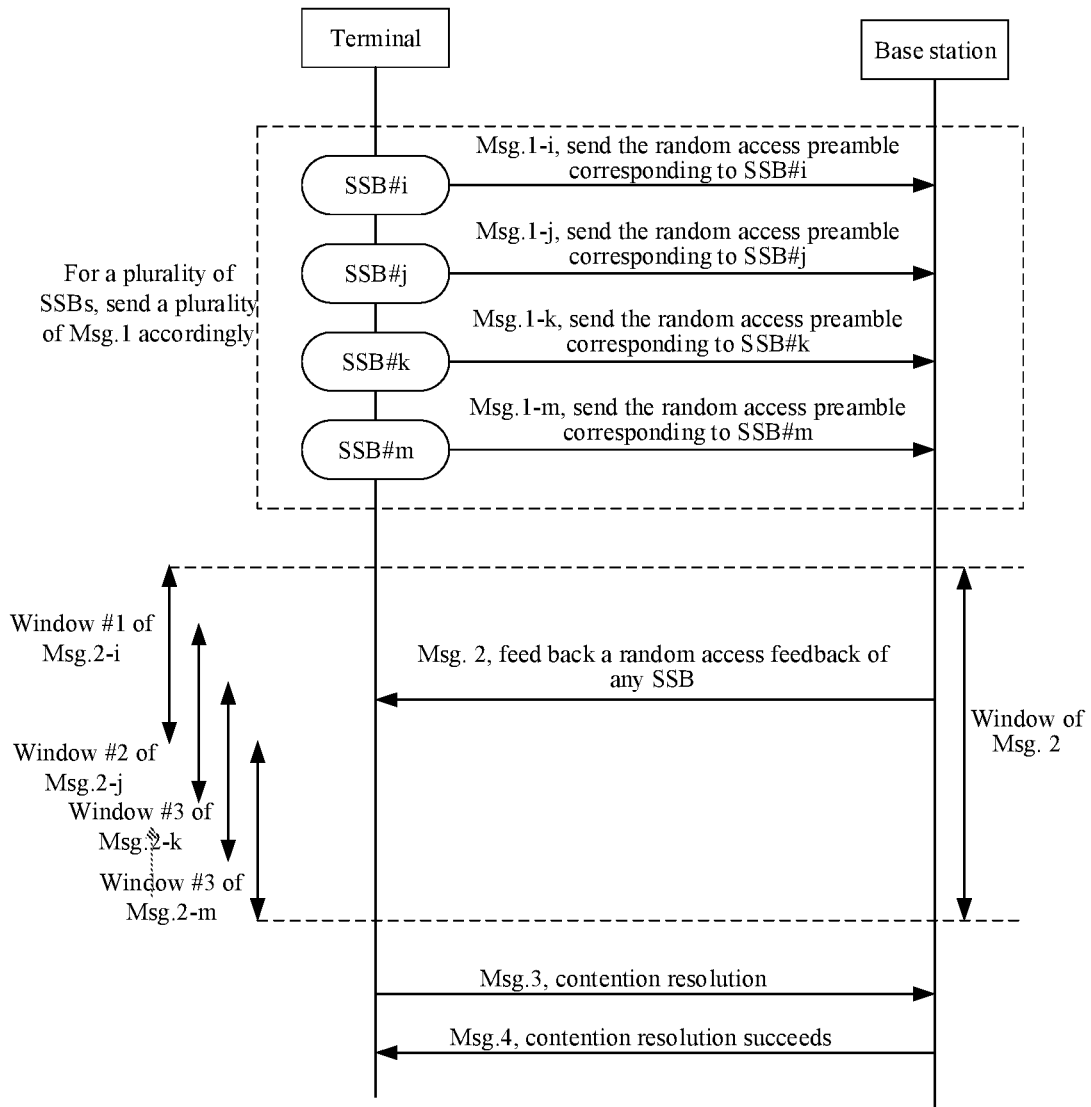 Terminal
Base station
Msg.1-i, send the random access preamble
corresponding to SSB#i
SSB#i
Msg.1-j, send the random access preamble
corresponding to SSB#j
SSB#j
For a plurality of
SSBs, send a plurality
of Msg.1 accordingly
Msg.1-k, send the random access preamble
corresponding to SSB#k
SSB#k
Msg.1-m, send the random access preamble
corresponding to SSB#m
SSB#m
Window #1 of
Msg.2-i
Msg. 2, feed back a random access feedback of
any SSB
Window of
Msg. 2
Window #2 of
Msg.2-j
Window #3 of
Msg.2-k
Window #3 of
Msg.2-m
Msg.3, contention resolution
Msg.4, contention resolution succeeds